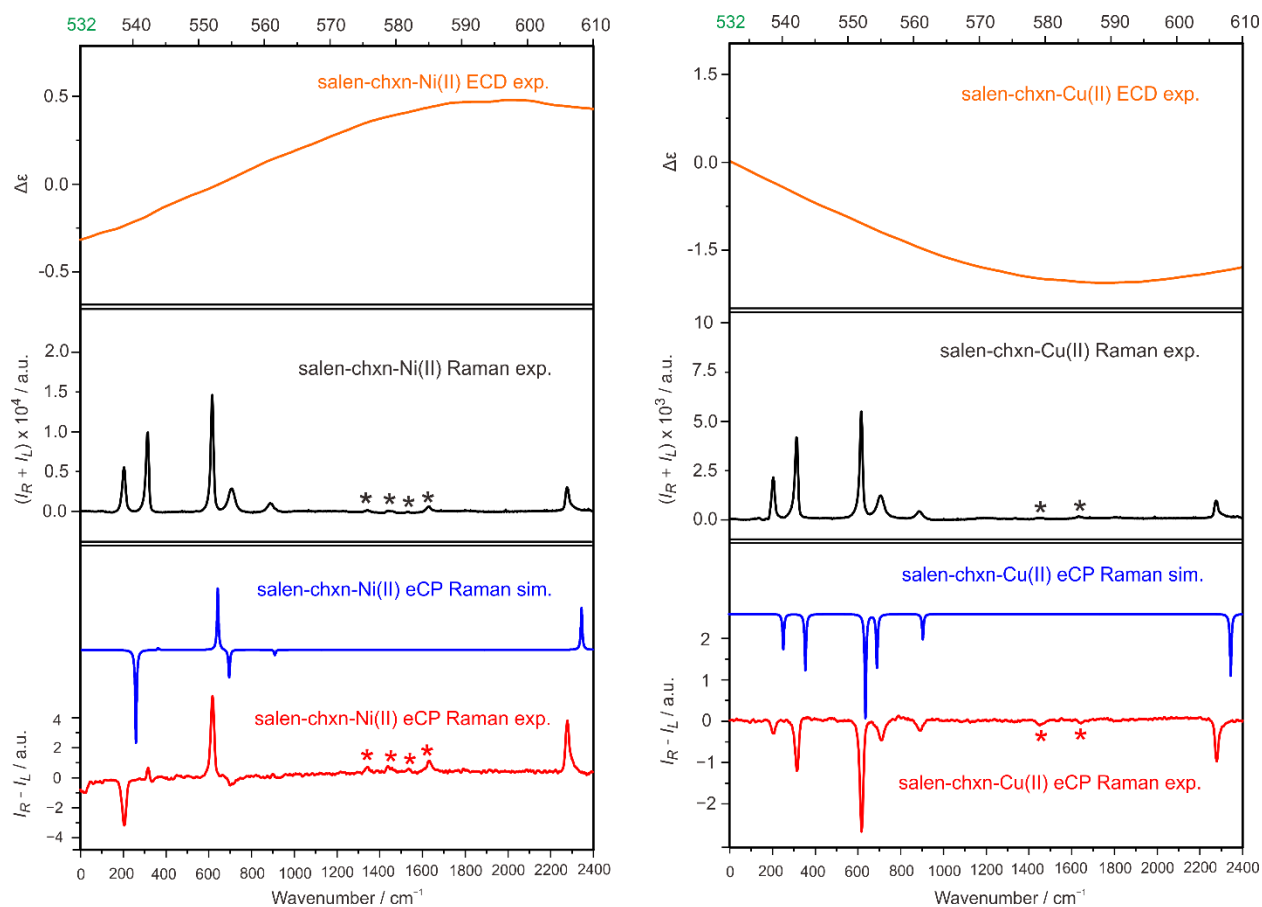 532 540 550 560 570 580 590 600 610
salen-chxn-Ni(II) ECD exp.
0.5
0.0
-0.5
Δε
salen-chxn-Ni(II) Raman exp.
2.0
1.5
1.0
0.5
0.0
(I_R + I_L) x 10⁴ / a.u.
* * * *
salen-chxn-Ni(II) eCP Raman sim.
salen-chxn-Ni(II) eCP Raman exp.
* * * *
4
2
0
−2
−4
I_R - I_L / a.u.
0 200 400 600 800 1000 1200 1400 1600 1800 2000 2200 2400
Wavenumber / cm⁻¹
532 540 550 560 570 580 590 600 610
salen-chxn-Cu(II) ECD exp.
1.5
0.0
-1.5
Δε
salen-chxn-Cu(II) Raman exp.
10
7.5
5.0
2.5
0.0
(I_R + I_L) x 10³ / a.u.
* *
salen-chxn-Cu(II) eCP Raman sim.
2
1
0
−1
−2
I_R - I_L / a.u.
* *
salen-chxn-Cu(II) eCP Raman exp.
0 200 400 600 800 1000 1200 1400 1600 1800 2000 2200 2400
Wavenumber / cm⁻¹